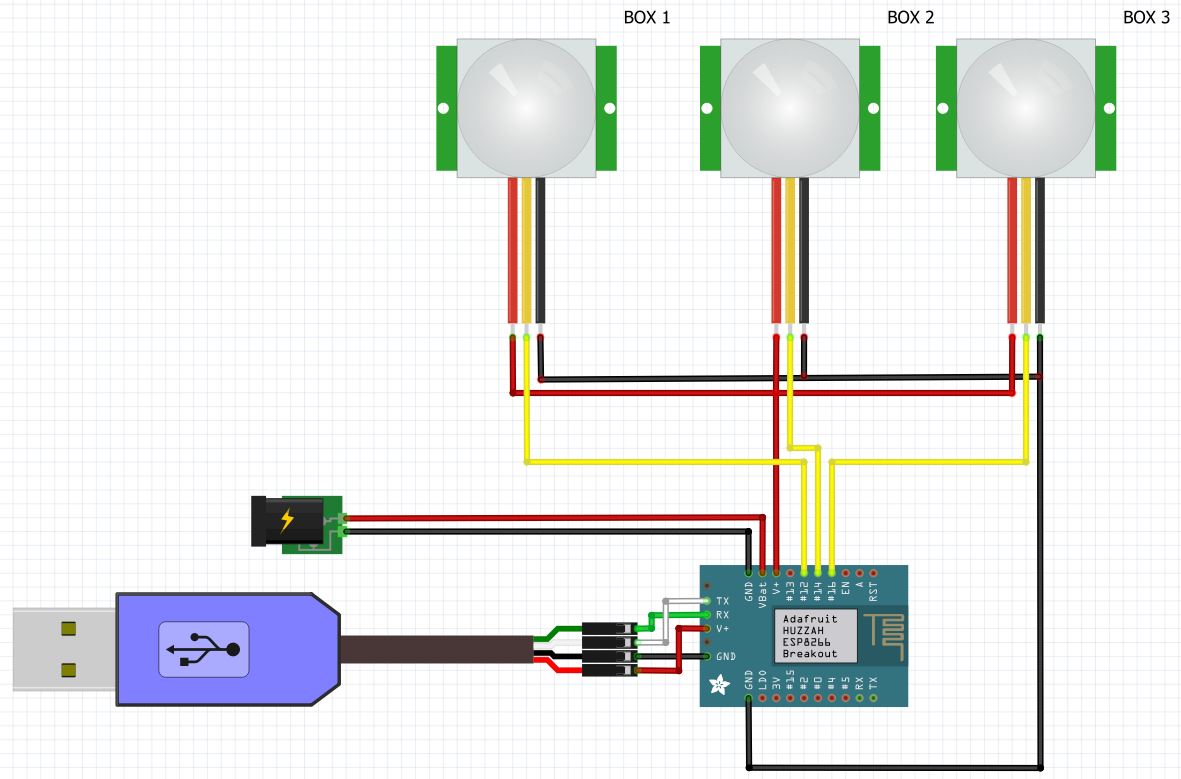 BOX 1
BOX 2
BOX 3
GND
VBat
V+
#13
#12
#14
#16
EN
A
RST
TX
RX
V+
GND
Adafruit
HUZZAH
ESP8266
Breakout
GND
LDO
3V
#15
#2
#0
#4
#5
RX
TX